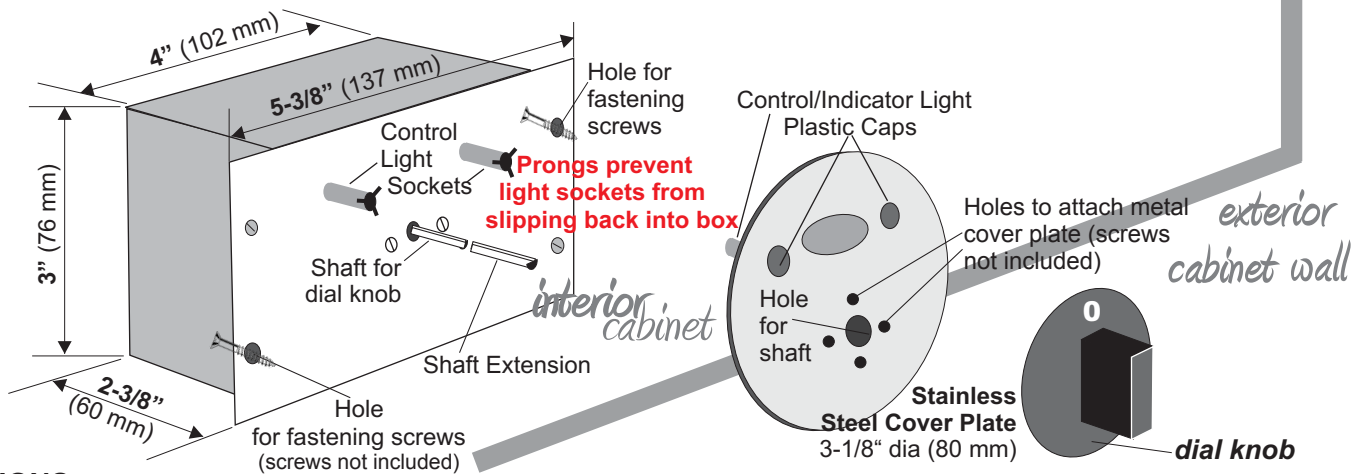 4” (102 mm)
5-3/8” (137 mm)
3” (76 mm)
2-3/8”
(60 mm)
Hole for
fastening
screws
Control
Light
Sockets
Prongs prevent
light sockets from
slipping back into box
Shaft for
dial knob
Shaft Extension
Hole
for fastening screws
(screws not included)
interior
cabinet
Control/Indicator Light
Plastic Caps
Holes to attach metal
cover plate (screws
not included)
Hole
for
shaft
exterior
cabinet wall
Stainless
Steel Cover Plate
3-1/8“ dia (80 mm)
0
dial knob